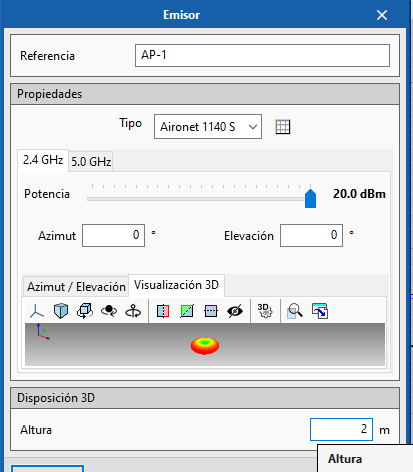 Emisor
Referencia AP-1
Propiedades
Tipo Aironet 1140 S
2.4 GHz 5.0 GHz
Potencia 20.0 dBm
Azimut 0 ° Elevación 0 °
Azimut / Elevación Visualización 3D
3D
Disposición 3D
Altura 2 m
Altura